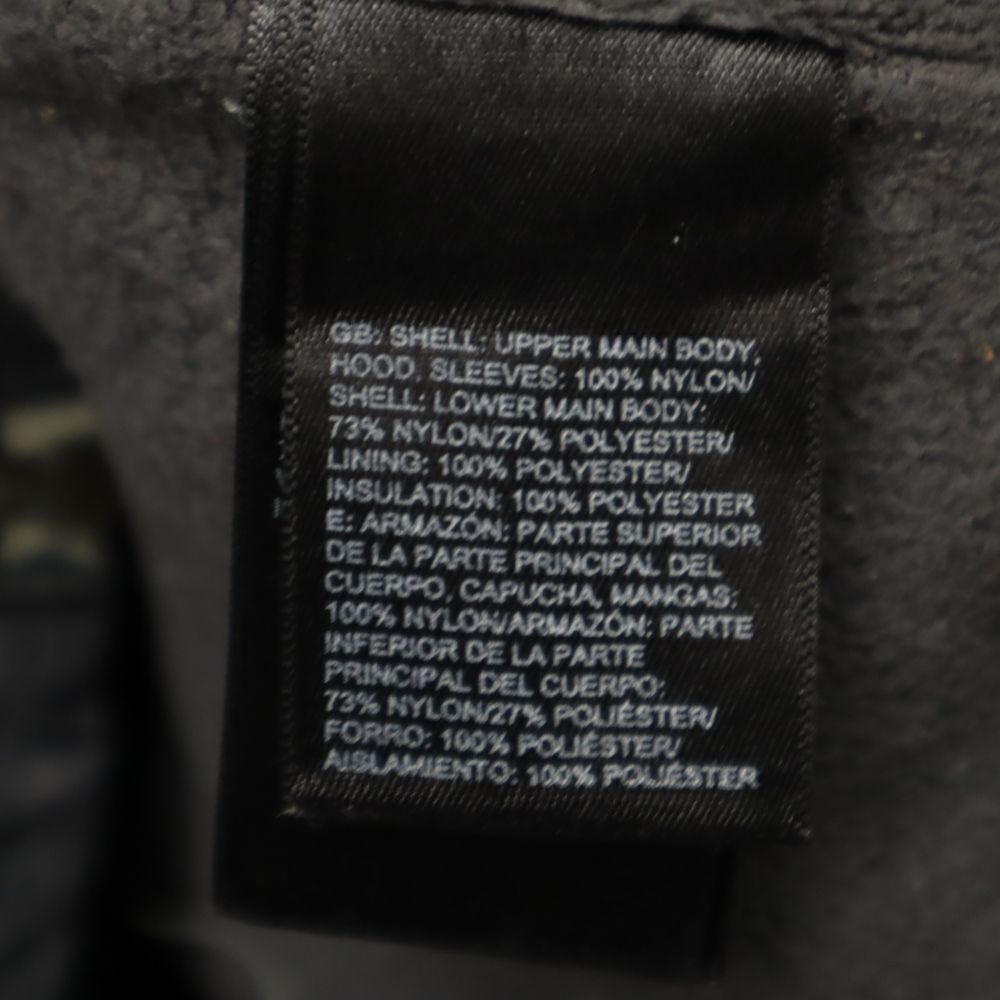 GB: SHELL: UPPER MAIN BODY,
HOOD, SLEEVES: 100% NYLON/
SHELL: LOWER MAIN BODY:
73% NYLON/27% POLYESTER/
LINING: 100% POLYESTER/
INSULATION: 100% POLYESTER
E: ARMAZÓN: PARTE SUPERIOR
DE LA PARTE PRINCIPAL DEL
CUERPO, CAPUCHA, MANGAS:
100% NYLON/ARMAZÓN: PARTE
INFERIOR DE LA PARTE
PRINCIPAL DEL CUERPO:
73% NYLON/27% POLIÉSTER/
FORRO: 100% POLIÉSTER/
AISLAMIENTO: 100% POLIÉSTER